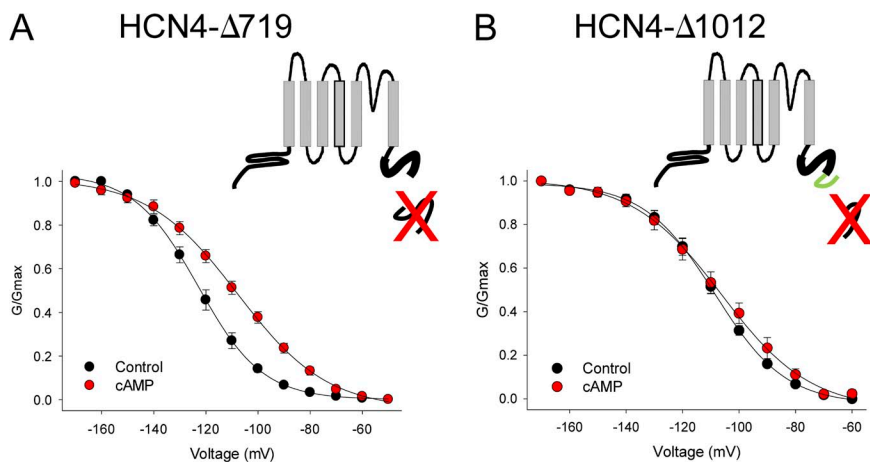 A
HCN4-Δ719
1.0
0.8
0.6
0.4
0.2
0.0
G/Gmax
Control
cAMP
-160 -140 -120 -100 -80 -60
Voltage (mV)
B
HCN4-Δ1012
1.0
0.8
0.6
0.4
0.2
0.0
G/Gmax
Control
cAMP
-160 -140 -120 -100 -80 -60
Voltage (mV)